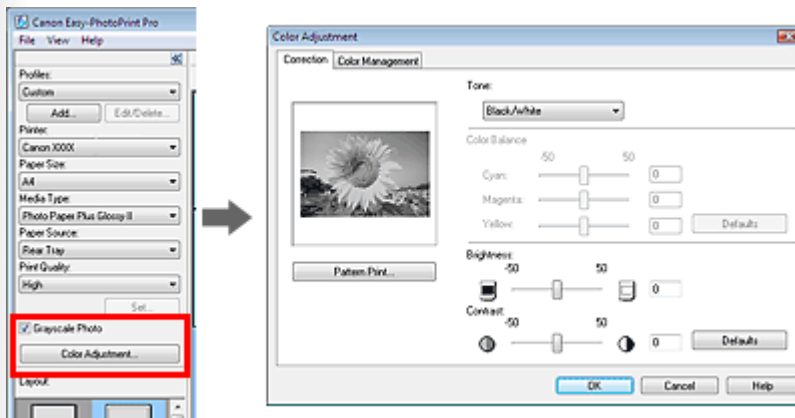 Canon Easy-PhotoPrint Pro
File View Help
Profiles:
Custom
Add... Edit/Delete...
Printer:
Canon XXXX
Paper Size:
A4
Media Type:
Photo Paper Plus Glossy II
Paper Source:
Rear Tray
Print Quality:
High
Set...
Grayscale Photo
Color Adjustment...
Layout:
Color Adjustment
Correction Color Management
Pattern Print...
Tone:
Black/White
Color Balance
-50 50
Cyan: 0
Magenta: 0
Yellow: 0 Defaults
Brightness:
-50 50
0
Contrast:
-50 50
0 Defaults
OK Cancel Help